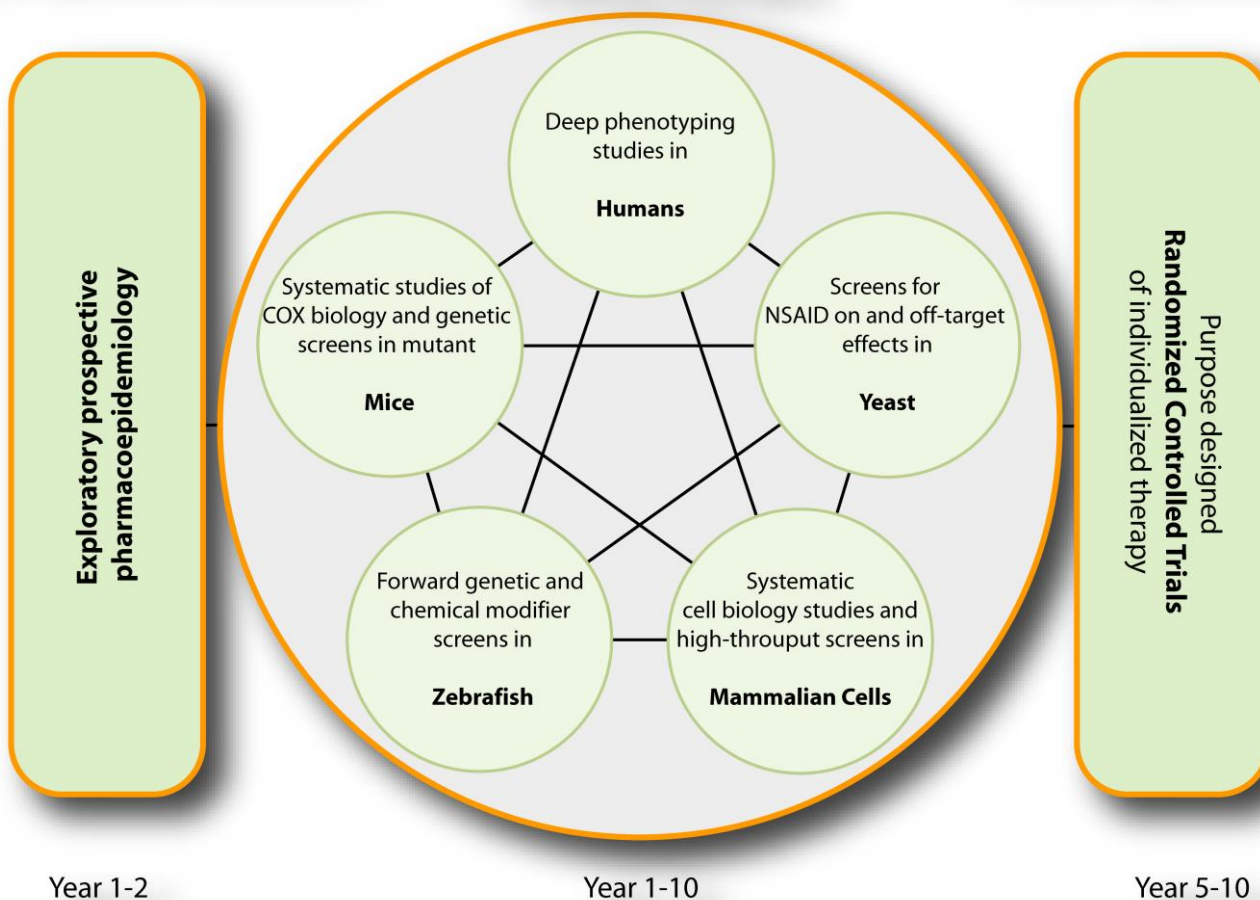 Exploratory prospective
pharmacoepidemiology
Deep phenotyping
studies in
Humans
Systematic studies of
COX biology and genetic
screens in mutant
Mice
Screens for
NSAID on and off-target
effects in
Yeast
Forward genetic and
chemical modifier
screens in
Zebrafish
Systematic
cell biology studies and
high-throuput screens in
Mammalian Cells
Purpose designed
Randomized Controlled Trials
of individualized therapy
Year 1-2
Year 1-10
Year 5-10